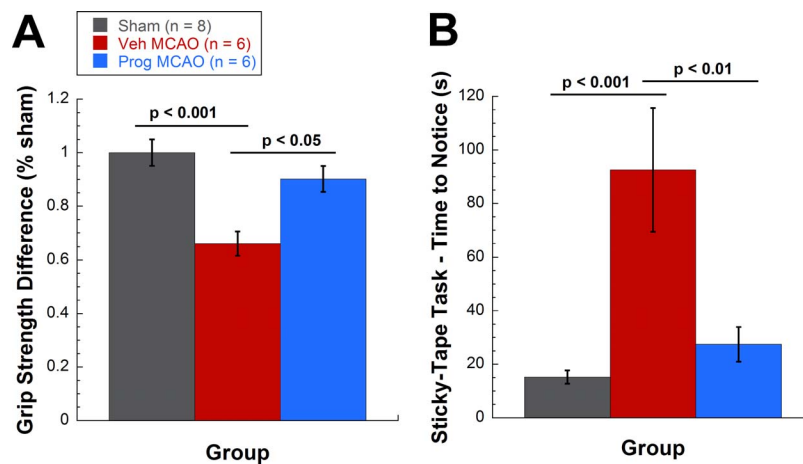 A
Sham (n = 8)
Veh MCAO (n = 6)
Prog MCAO (n = 6)
Grip Strength Difference (% sham)
1.2
1
0.8
0.6
0.4
0.2
0
p < 0.001
p < 0.05
Group
B
Sticky-Tape Task - Time to Notice (s)
120
100
80
60
40
20
0
p < 0.001
p < 0.01
Group